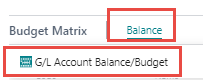 Budget Matrix Balance
G/L Account Balance/Budget